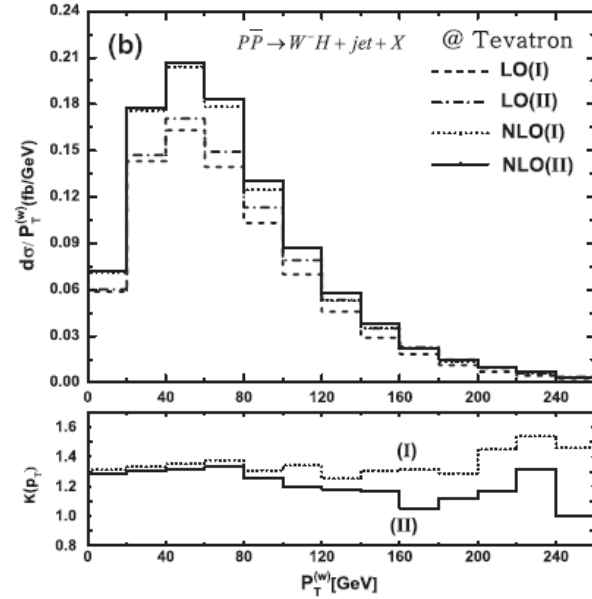 (b)
PP̅→W⁻H + jet + X
@ Tevatron
LO(I)
LO(II)
NLO(I)
NLO(II)
dσ/P_T^(w)(fb/GeV)
0.24
0.21
0.18
0.15
0.12
0.09
0.06
0.03
0.00
0 40 80 120 160 200 240
K(p_T)
1.6
1.4
1.2
1.0
0.8
(I)
(II)
0 40 80 120 160 200 240
P_T^(w)[GeV]